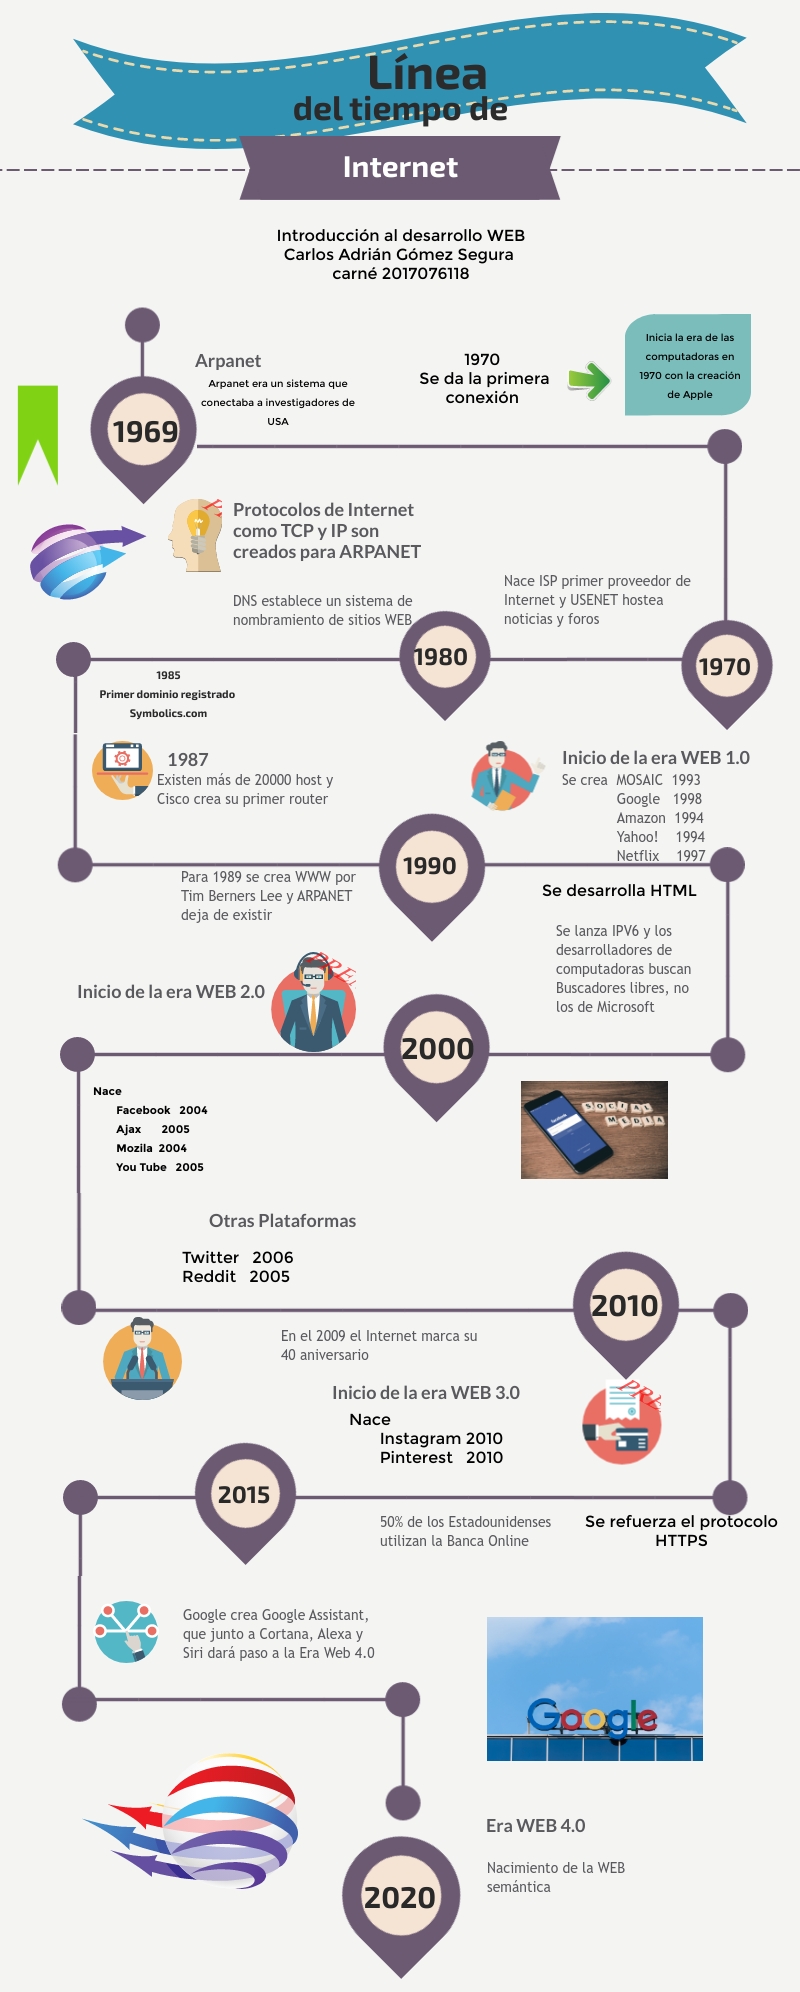 Línea
del tiempo de
Internet
Introducción al desarrollo WEB
Carlos Adrián Gómez Segura
carné 2017076118
Arpanet
Arpanet era un sistema que
conectaba a investigadores de
USA
1969
1970
Se da la primera
conexión
Inicia la era de las
computadoras en
1970 con la creación
de Apple
Protocolos de Internet
como TCP y IP son
creados para ARPANET
DNS establece un sistema de
nombramiento de sitios WEB
Nace ISP primer proveedor de
Internet y USENET hostea
noticias y foros
1980
1970
1985
Primer dominio registrado
Symbolics.com
1987
Existen más de 20000 host y
Cisco crea su primer router
Inicio de la era WEB 1.0
Se crea MOSAIC 1993
Google 1998
Amazon 1994
Yahoo! 1994
Netflix 1997
1990
Para 1989 se crea WWW por
Tim Berners Lee y ARPANET
deja de existir
Se desarrolla HTML
Se lanza IPV6 y los
desarrolladores de
computadoras buscan
Buscadores libres, no
los de Microsoft
Inicio de la era WEB 2.0
PRE
2000
Nace
Facebook 2004
Ajax 2005
Mozila 2004
You Tube 2005
facebook
SOCIAL
MEDIA
Otras Plataformas
Twitter 2006
Reddit 2005
2010
En el 2009 el Internet marca su
40 aniversario
Inicio de la era WEB 3.0
Nace
Instagram 2010
Pinterest 2010
PRE
2015
50% de los Estadounidenses
utilizan la Banca Online
Se refuerza el protocolo
HTTPS
Google crea Google Assistant,
que junto a Cortana, Alexa y
Siri dará paso a la Era Web 4.0
Google
Era WEB 4.0
Nacimiento de la WEB
semántica
2020